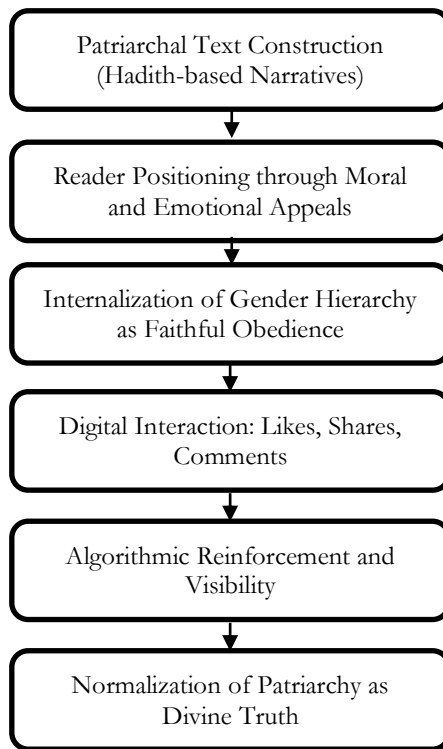 Patriarchal Text Construction
(Hadith-based Narratives)
Reader Positioning through Moral
and Emotional Appeals
Internalization of Gender Hierarchy
as Faithful Obedience
Digital Interaction: Likes, Shares,
Comments
Algorithmic Reinforcement and
Visibility
Normalization of Patriarchy as
Divine Truth